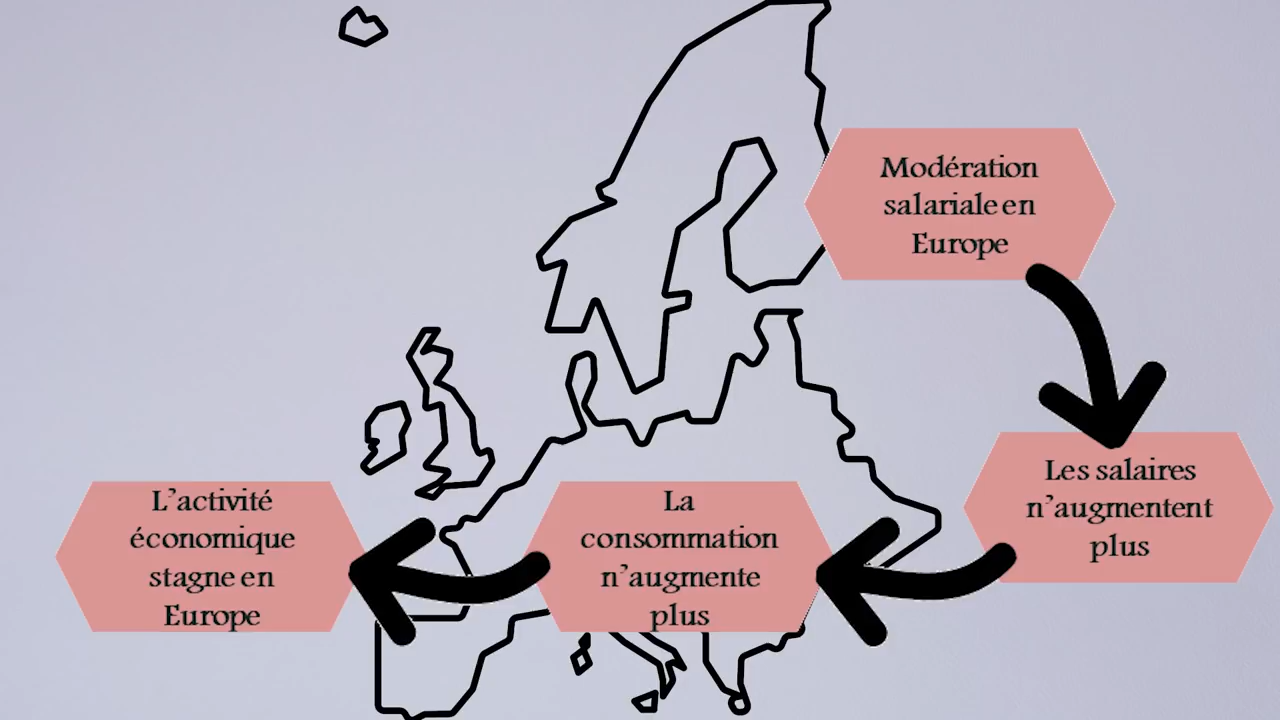 Modération
salariale en
Europe
Les salaires
n'augmentent
plus
La
consommation
n'augmente
plus
L'activité
économique
stagne en
Europe